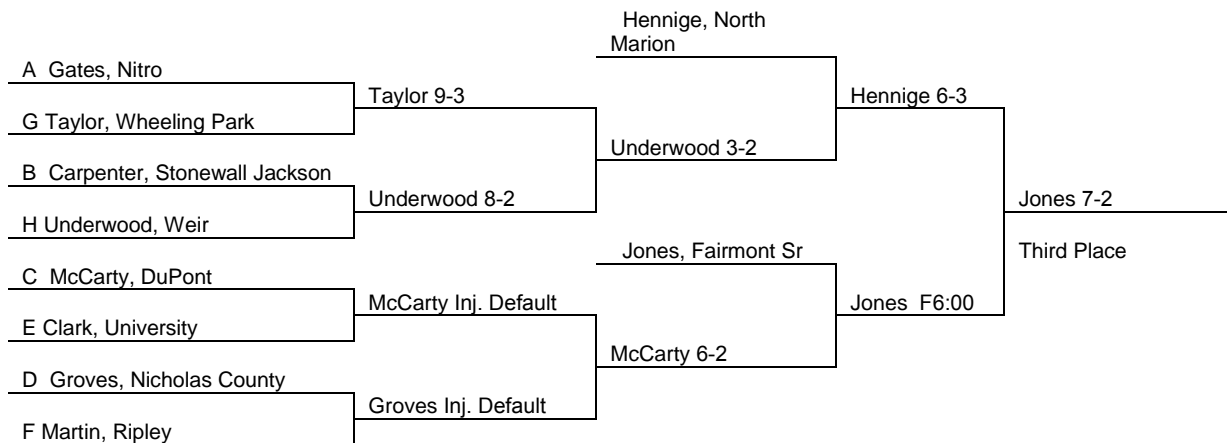 Hennige, North
Marion
A Gates, Nitro
Taylor 9-3
Hennige 6-3
G Taylor, Wheeling Park
Underwood 3-2
B Carpenter, Stonewall Jackson
Underwood 8-2
Jones 7-2
H Underwood, Weir
Jones, Fairmont Sr
Third Place
C McCarty, DuPont
McCarty Inj. Default
Jones F6:00
E Clark, University
McCarty 6-2
D Groves, Nicholas County
Groves Inj. Default
F Martin, Ripley